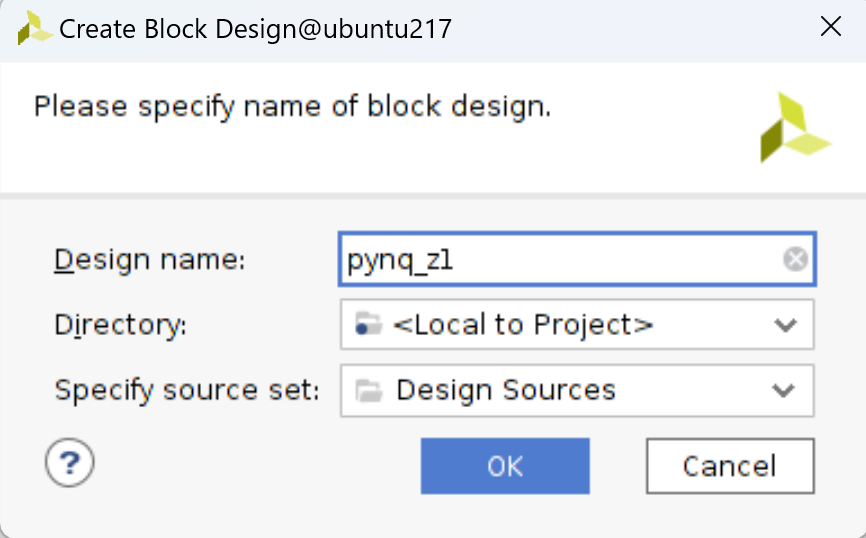 Create Block Design@ubuntu217
Please specify name of block design.
Design name: pynq_z1
Directory: <Local to Project>
Specify source set: Design Sources
? OK Cancel